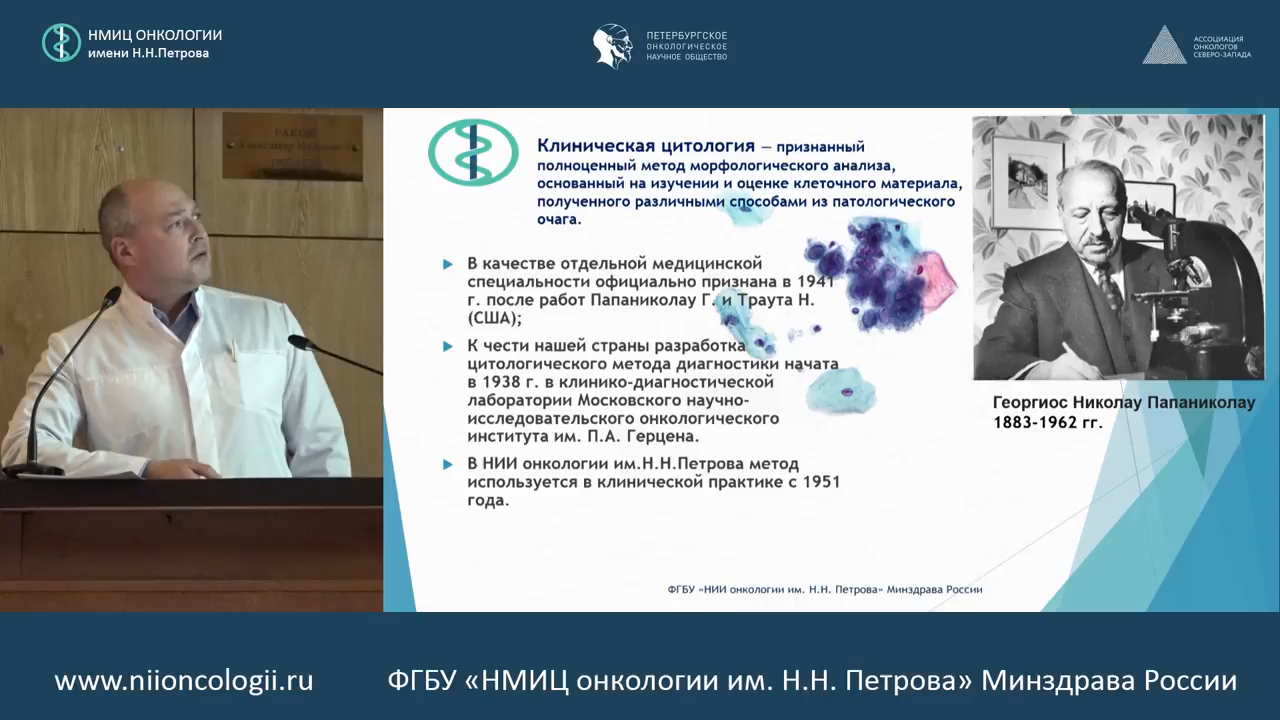 НМИЦ ОНКОЛОГИИ
имени Н.Н.Петрова
ПЕТЕРБУРГСКОЕ
ОНКОЛОГИЧЕСКОЕ
НАУЧНОЕ ОБЩЕСТВО
АССОЦИАЦИЯ
ОНКОЛОГОВ
СЕВЕРО-ЗАПАДА
Клиническая цитология — признанный
полноценный метод морфологического анализа,
основанный на изучении и оценке клеточного материала,
полученного различными способами из патологического
очага.
В качестве отдельной медицинской
специальности официально признана в 1941
г. после работ Папаниколау Г. и Траута Н.
(США);
К чести нашей страны разработка
цитологического метода диагностики начата
в 1938 г. в клинико-диагностической
лаборатории Московского научно-
исследовательского онкологического
института им. П.А. Герцена.
В НИИ онкологии им.Н.Н.Петрова метод
используется в клинической практике с 1951
года.
Георгиос Николау Папаниколау
1883-1962 гг.
ФГБУ «НИИ онкологии им. Н.Н. Петрова» Минздрава России
www.niioncologii.ru
ФГБУ «НМИЦ онкологии им. Н.Н. Петрова» Минздрава России